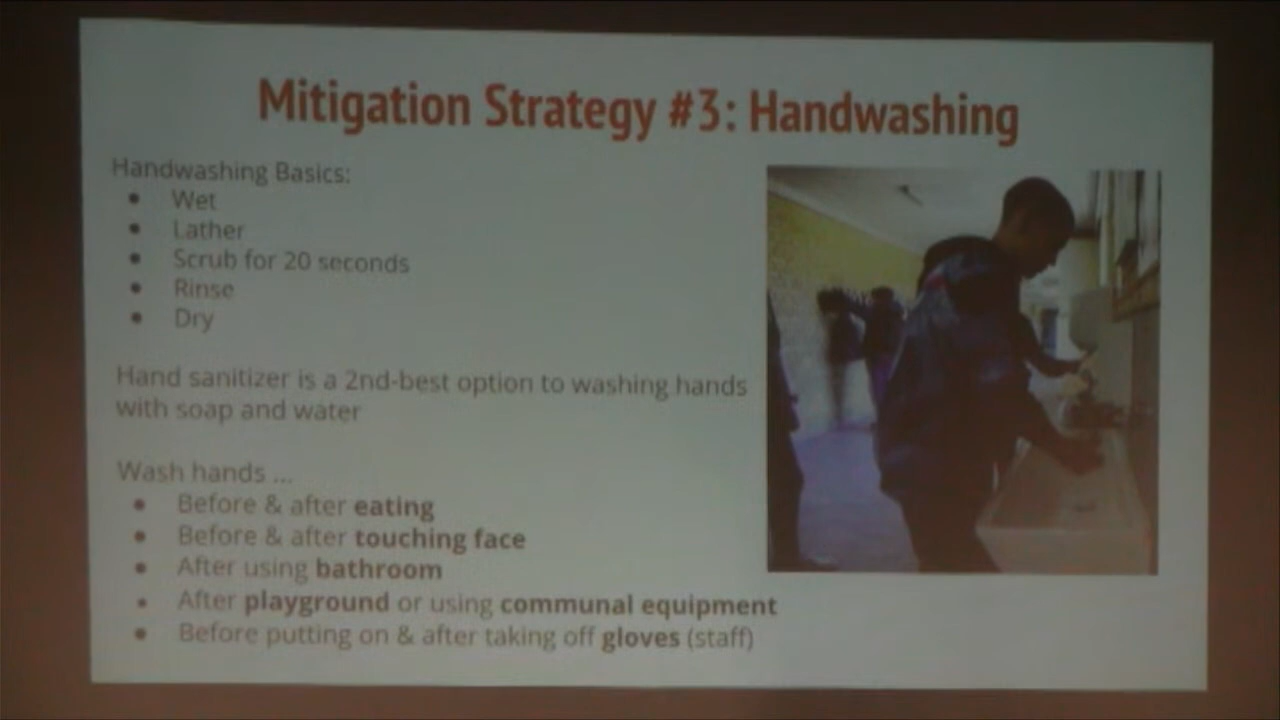 Mitigation Strategy #3: Handwashing
Handwashing Basics:
● Wet
● Lather
● Scrub for 20 seconds
● Rinse
● Dry
Hand sanitizer is a 2nd-best option to washing hands
with soap and water
Wash hands ...
● Before & after eating
● Before & after touching face
● After using bathroom
● After playground or using communal equipment
● Before putting on & after taking off gloves (staff)